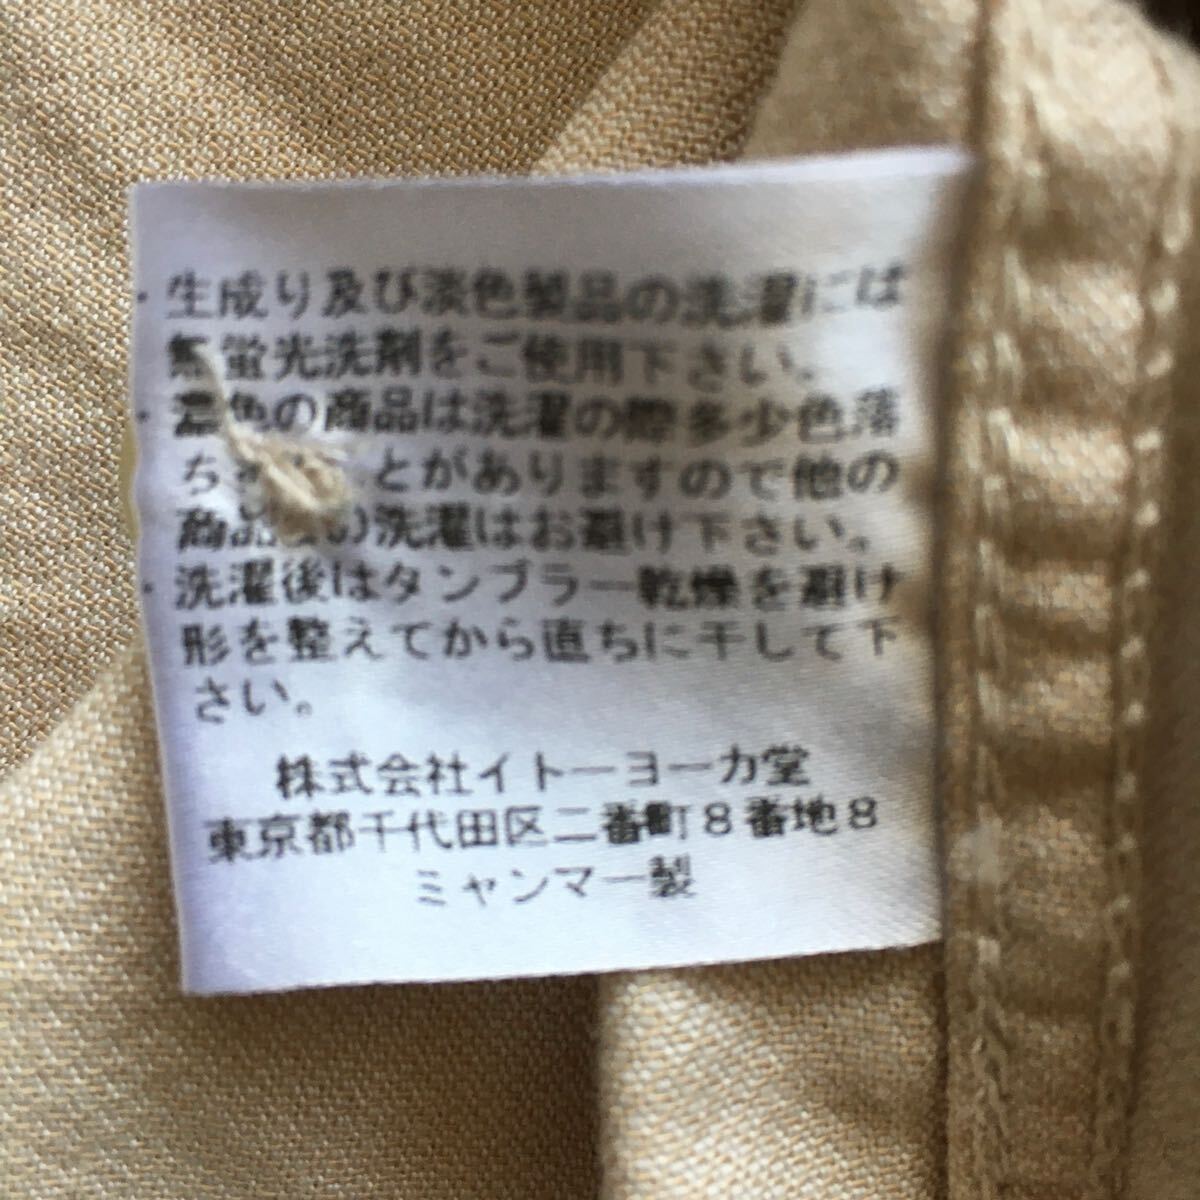 ・生成り及び淡色製品の洗濯には
無蛍光洗剤をご使用下さい。
・濃色の商品は洗濯の際多少色落
ち とがありますので他の
商品 の洗濯はお避け下さい。
・洗濯後はタンブラー乾燥を避け
形を整えてから直ちに干して下
さい。
株式会社イトーヨーカ堂
東京都千代田区二番町8番地8
ミャンマー製